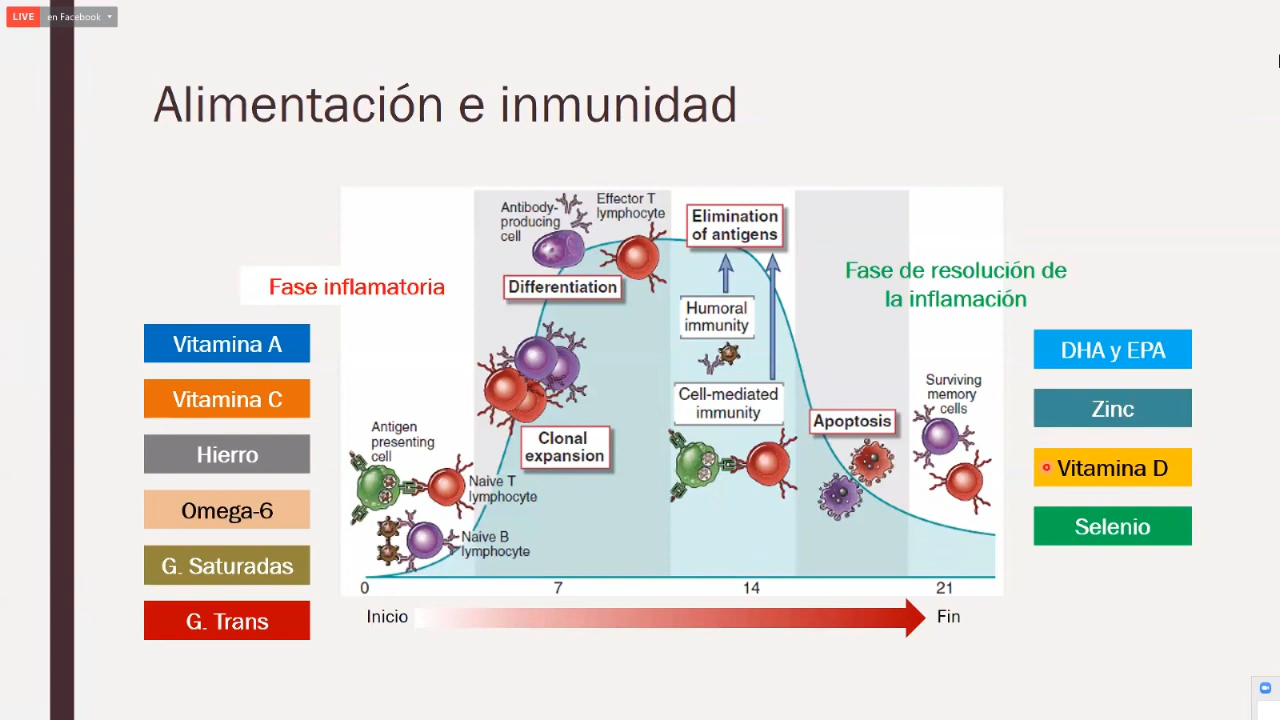 LIVE en Facebook
Alimentación e inmunidad
Fase inflamatoria
Vitamina A
Vitamina C
Hierro
Omega-6
G. Saturadas
G. Trans
Antibody-
producing
cell
Effector T
lymphocyte
Differentiation
Clonal
expansion
Antigen
presenting
cell
Naive T
lymphocyte
Naive B
lymphocyte
Elimination
of antigens
Humoral
immunity
Cell-mediated
immunity
Apoptosis
Surviving
memory
cells
0 7 14 21
Inicio Fin
Fase de resolución de
la inflamación
DHA y EPA
Zinc
Vitamina D
Selenio